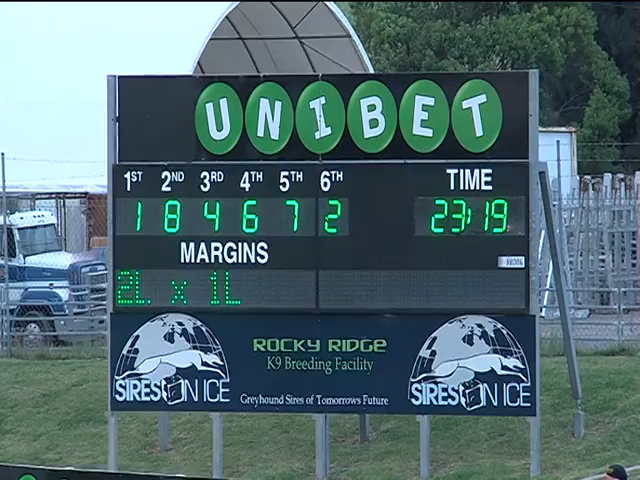 UNIBET
1ST 2ND 3RD 4TH 5TH 6TH TIME
1 8 4 6 7 2 23:19
MARGINS
2L x 1L
ROCKY RIDGE
K9 Breeding Facility
SIRES ON ICE SIRES ON ICE
Greyhound Sires of Tomorrows Future